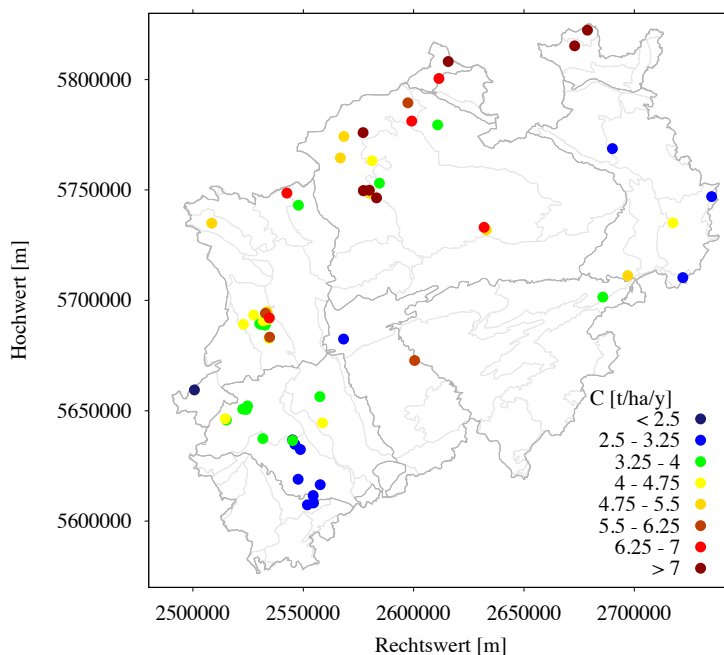 5800000
5750000
5700000
5650000
5600000
Hochwert [m]
C [t/ha/y]
< 2.5
2.5 - 3.25
3.25 - 4
4 - 4.75
4.75 - 5.5
5.5 - 6.25
6.25 - 7
> 7
2500000 2550000 2600000 2650000 2700000
Rechtswert [m]